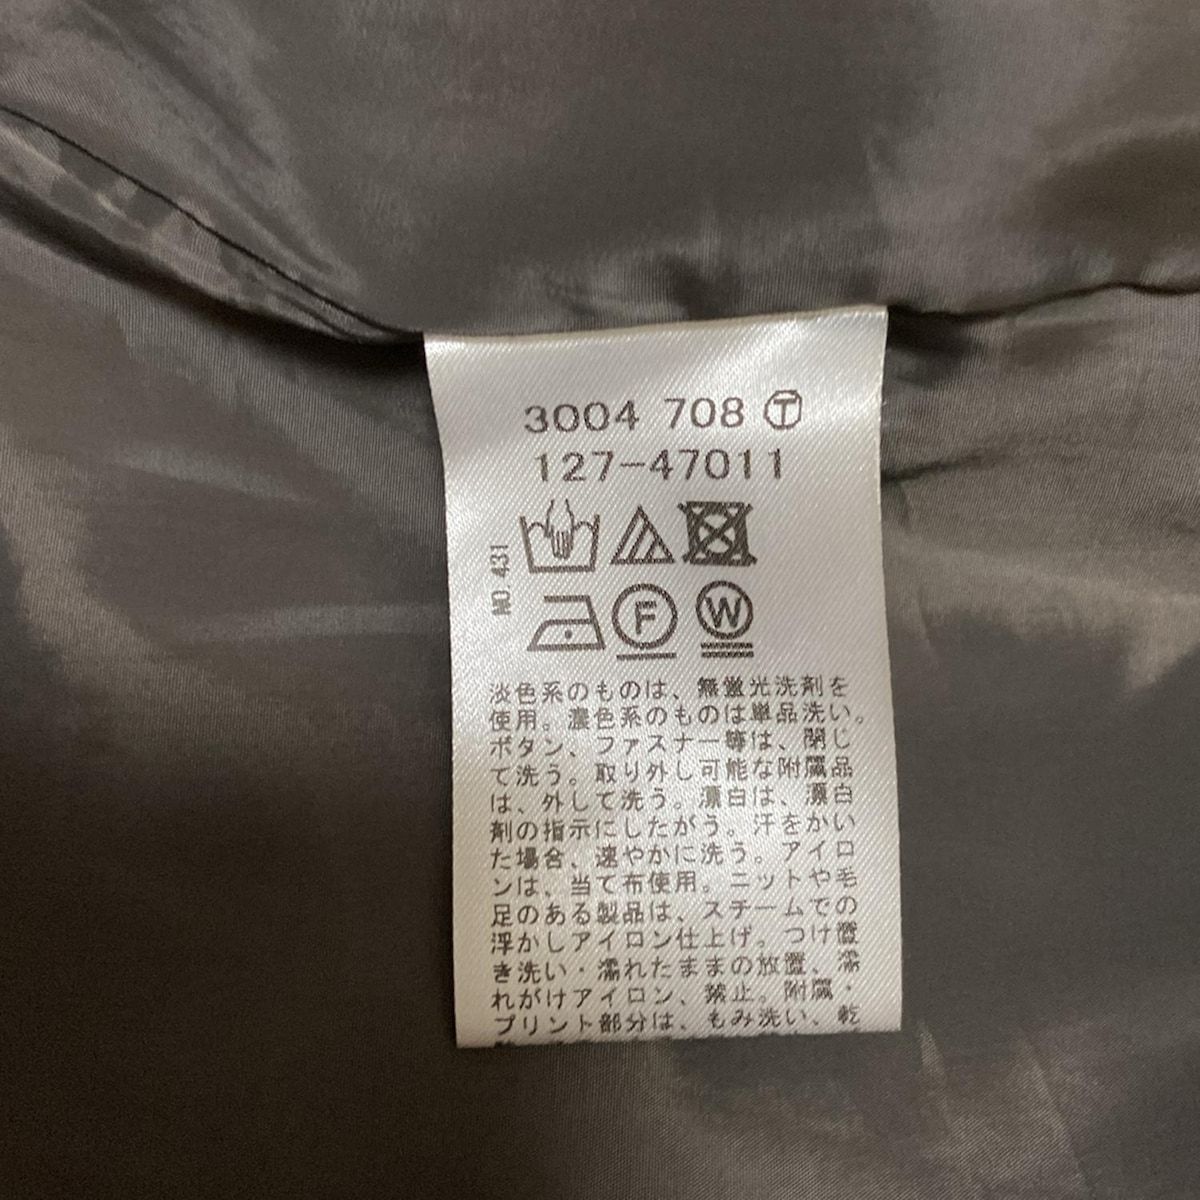 3004 708 Ⓣ
127-47011
NO.431
F W
淡色系のものは、無蛍光洗剤を
使用。濃色系のものは単品洗い。
ボタン、ファスナー等は、閉じ
て洗う。取り外し可能な附属品
は、外して洗う。漂白は、漂白
剤の指示にしたがう。汗をかい
た場合、速やかに洗う。アイロ
ンは、当て布使用。ニットや毛
足のある製品は、スチームでの
浮かしアイロン仕上げ。つけ置
き洗い・濡れたままの放置、濡
れがけアイロン、禁止。附属・
プリント部分は、もみ洗い、乾